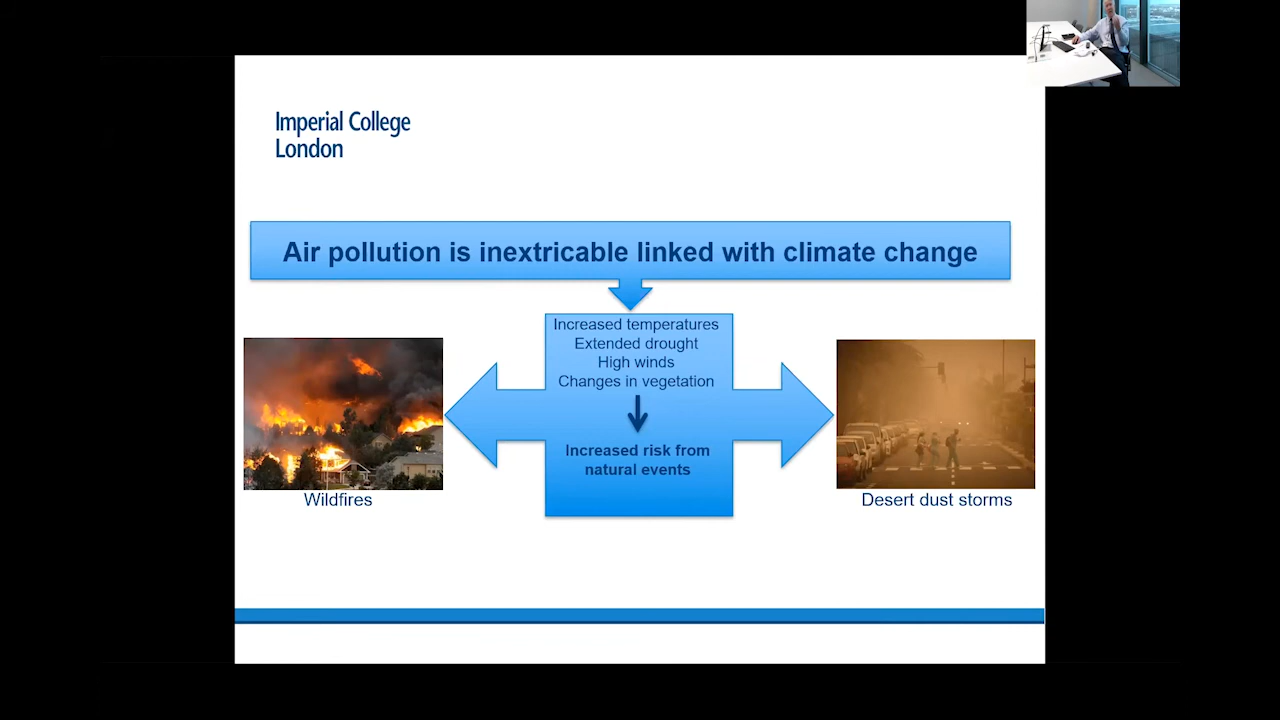 Imperial College
London
Air pollution is inextricable linked with climate change
Increased temperatures
Extended drought
High winds
Changes in vegetation
Increased risk from
natural events
Wildfires
Desert dust storms